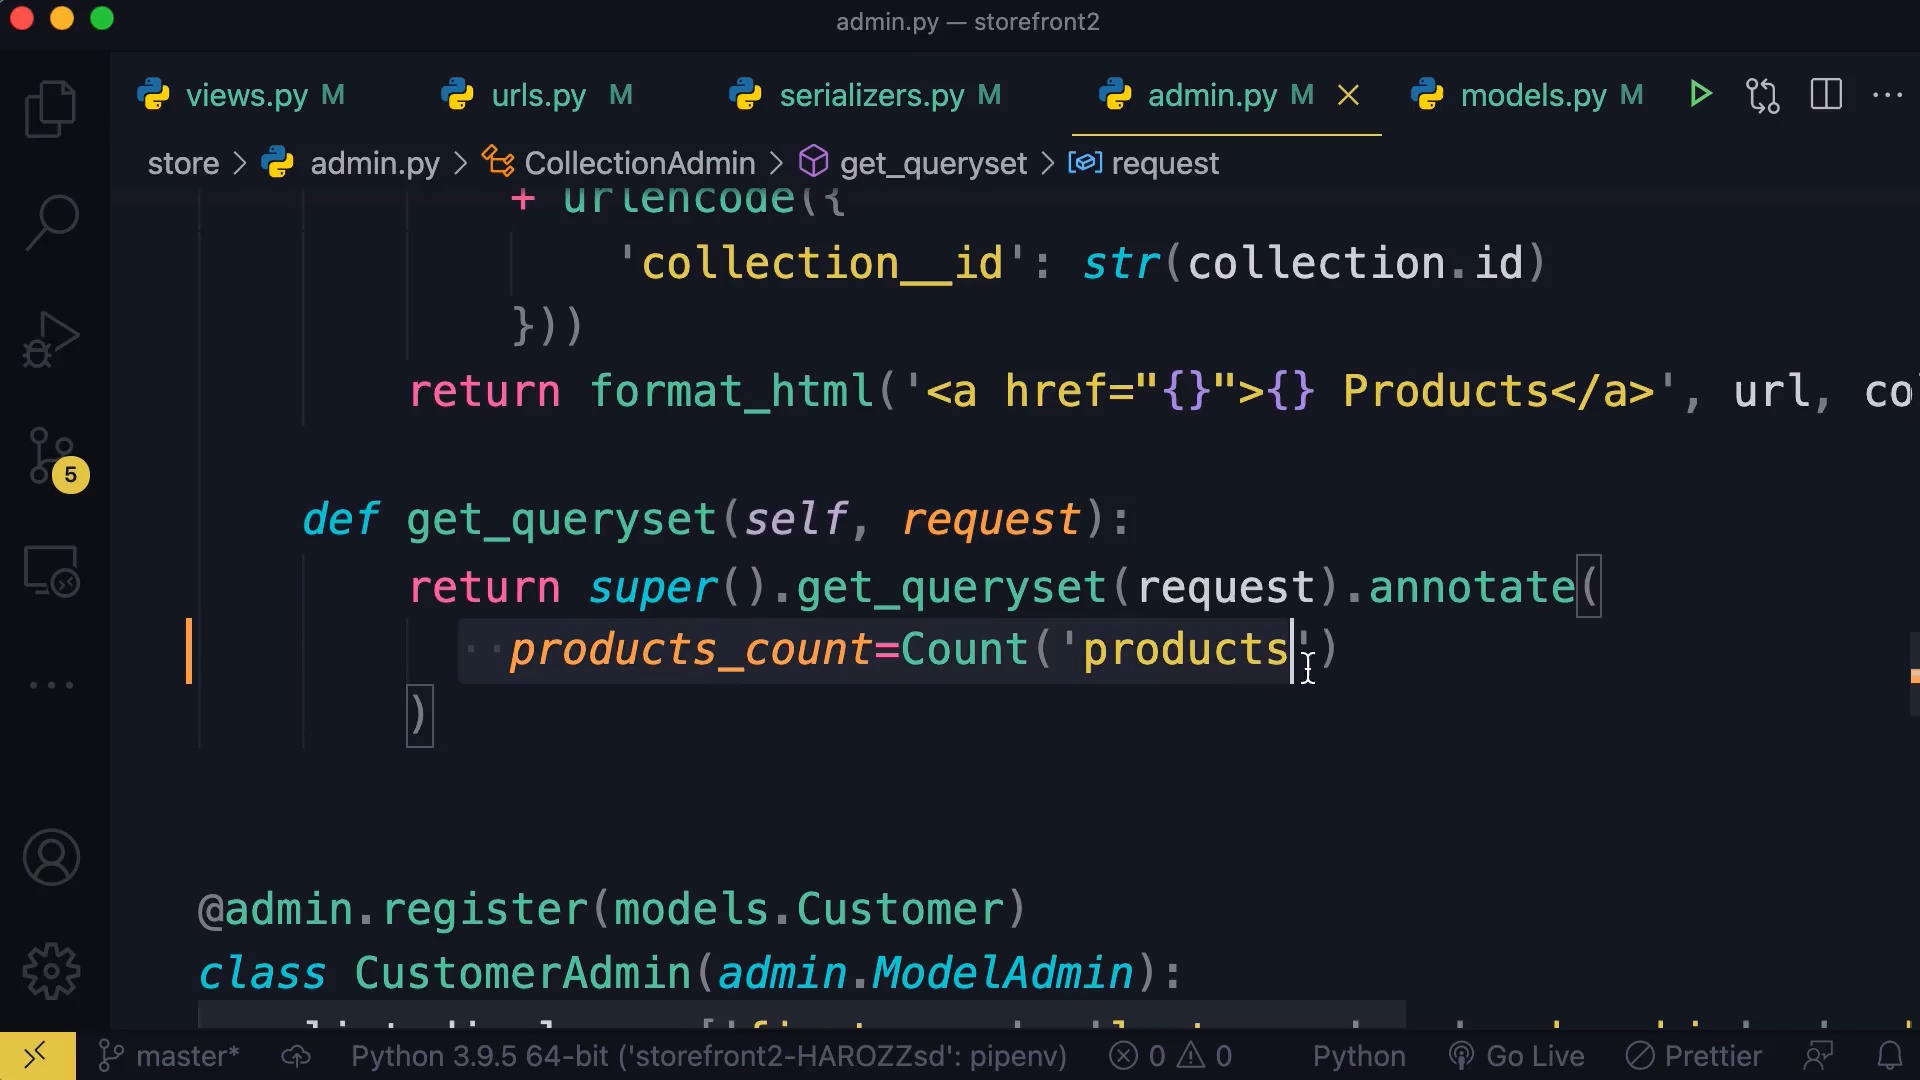 admin.py — storefront2
views.py M urls.py M serializers.py M admin.py M models.py M
store > admin.py > CollectionAdmin > get_queryset > request
+ urlencode({
'collection__id': str(collection.id)
}))
return format_html('<a href="{}">{} Products</a>', url, co
def get_queryset(self, request):
return super().get_queryset(request).annotate(
products_count=Count('products')
)
@admin.register(models.Customer)
class CustomerAdmin(admin.ModelAdmin):
5
master* Python 3.9.5 64-bit ('storefront2-HAROZZsd': pipenv) 0 0 Python Go Live Prettier